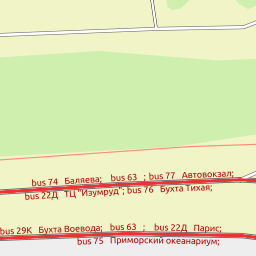 bus 74 Баляева; bus 63 ; bus 77 Автовокзал;
bus 22Д ТЦ "Изумруд"; bus 76 Бухта Тихая;
bus 29К Бухта Воевода; bus 63 ; bus 22Д Парис;
bus 75 Приморский океанариум;